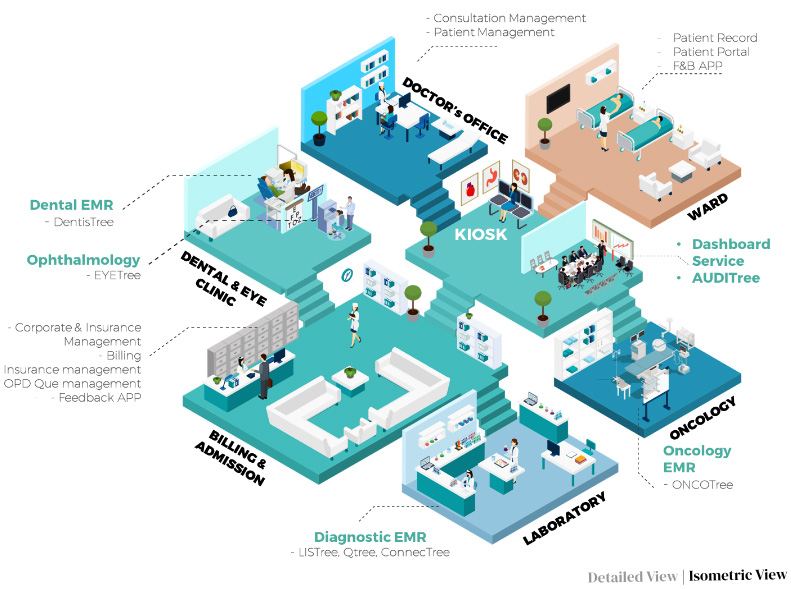 - Consultation Management
- Patient Management
- Patient Record
- Patient Portal
- F&B APP
DOCTOR's OFFICE
WARD
Dental EMR
- DentisTree
Ophthalmology
- EYETree
DENTAL & EYE
CLINIC
KIOSK
• Dashboard
Service
• AUDITree
- Corporate & Insurance
Management
- Billing
Insurance management
OPD Que management
- Feedback APP
BILLING &
ADMISSION
ONCOLOGY
Oncology
EMR
- ONCOTree
LABORATORY
Diagnostic EMR
- LISTree, Qtree, ConnecTree
Detailed View | Isometric View